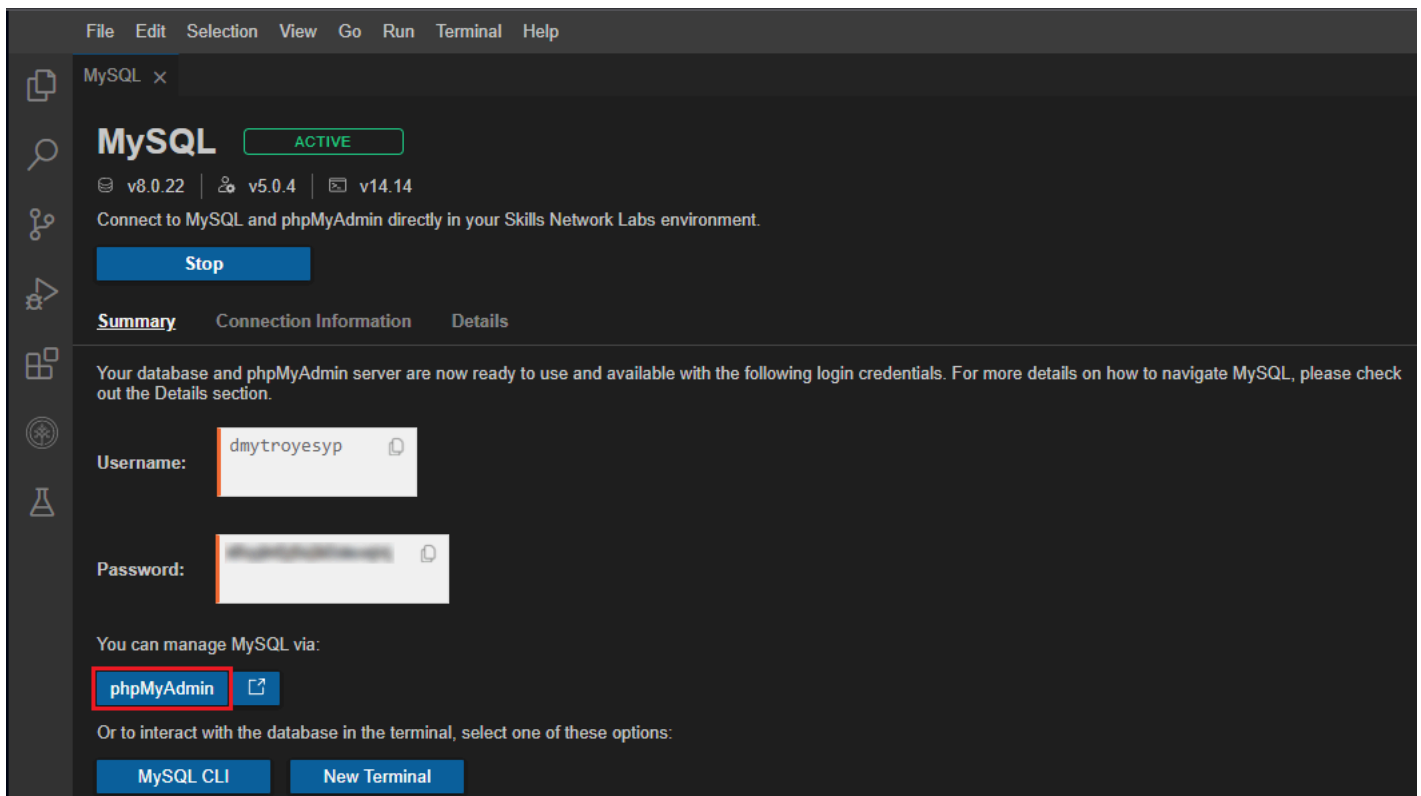 File Edit Selection View Go Run Terminal Help
MySQL
MySQL ACTIVE
v8.0.22 v5.0.4 v14.14
Connect to MySQL and phpMyAdmin directly in your Skills Network Labs environment.
Stop
Summary Connection Information Details
Your database and phpMyAdmin server are now ready to use and available with the following login credentials. For more details on how to navigate MySQL, please check
out the Details section.
Username: dmytroyesyp
Password:
You can manage MySQL via:
phpMyAdmin
Or to interact with the database in the terminal, select one of these options:
MySQL CLI New Terminal